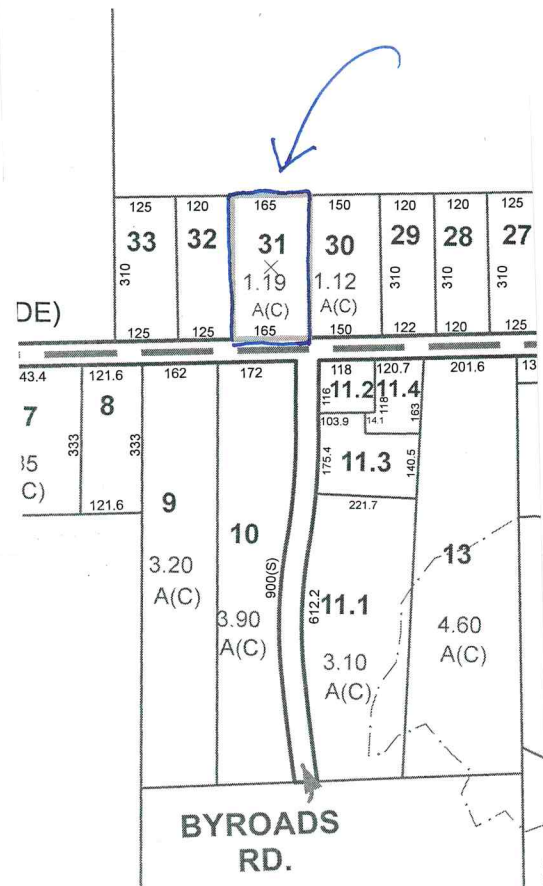 125 120 165 150 120 120 125
33 32 31 30 29 28 27
310 1.19 1.12 310 310 310
A(C) A(C)
DE)
125 125 165 150 122 120 125
43.4 121.6 162 172 118 120.7 201.6 13
7 8 116 11.2 118 11.4 163
103.9 14.1
35 333 333 175.4 11.3 140.5
C)
121.6 221.7
9 10 13
3.20 900(S) 612.2 11.1
A(C) 3.90 4.60
A(C) 3.10 A(C)
A(C)
BYROADS
RD.